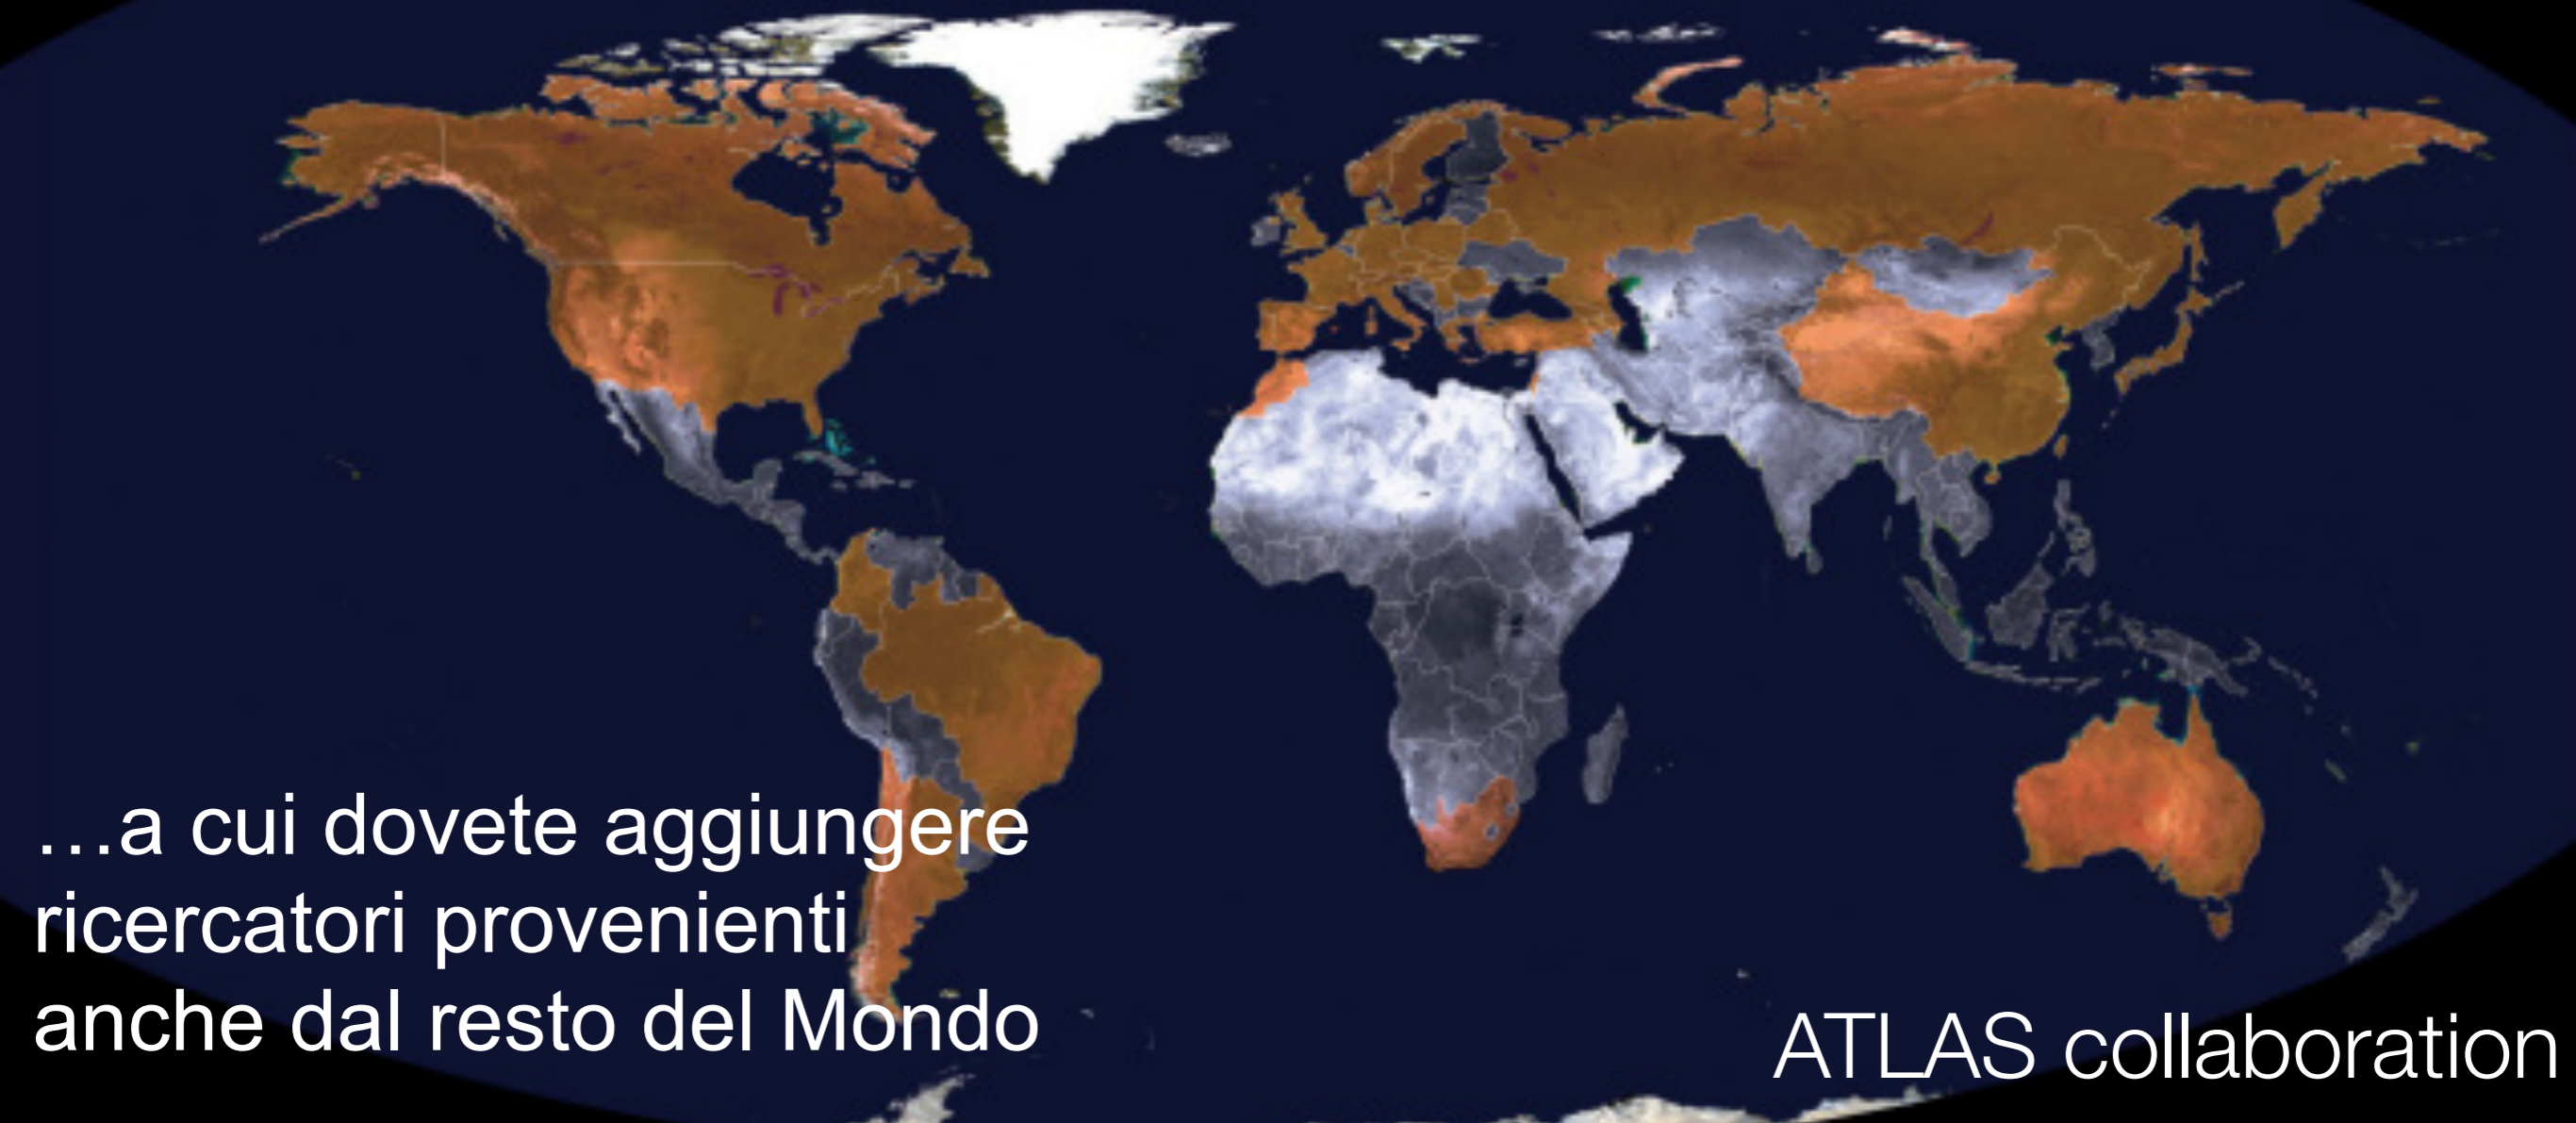 …a cui dovete aggiungere
ricercatori provenienti
anche dal resto del Mondo
ATLAS collaboration